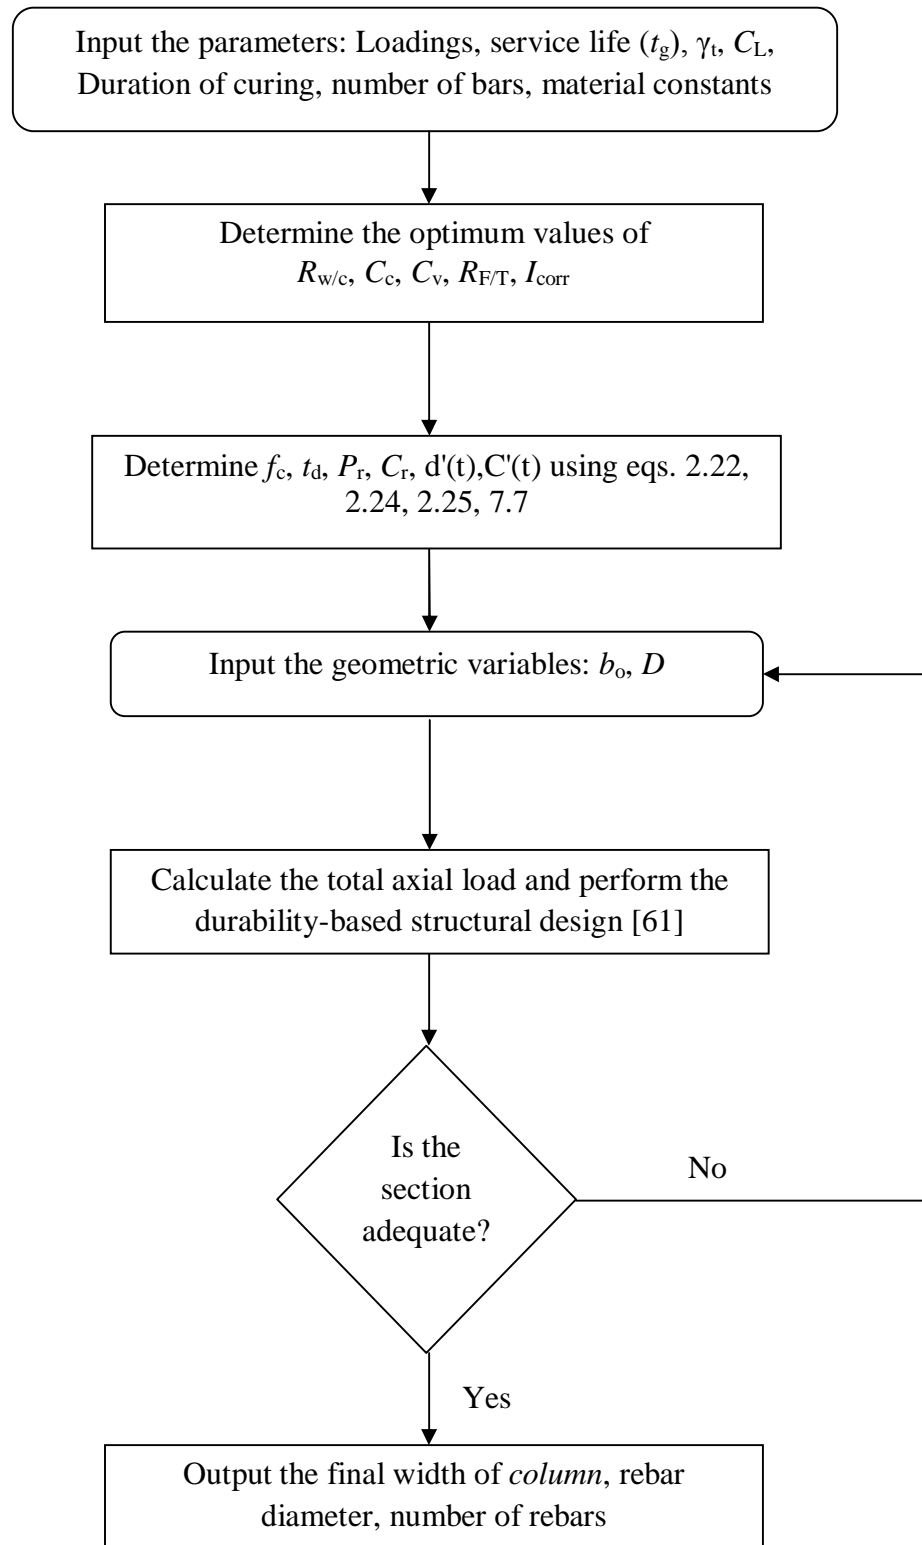 Input the parameters: Loadings, service life (tg), γt, CL,
Duration of curing, number of bars, material constants
Determine the optimum values of
Rw/c, Cc, Cv, RF/T, Icorr
Determine fc, td, Pr, Cr, d'(t),C'(t) using eqs. 2.22,
2.24, 2.25, 7.7
Input the geometric variables: bo, D
Calculate the total axial load and perform the
durability-based structural design [61]
Is the
section
adequate?
No
Yes
Output the final width of column, rebar
diameter, number of rebars